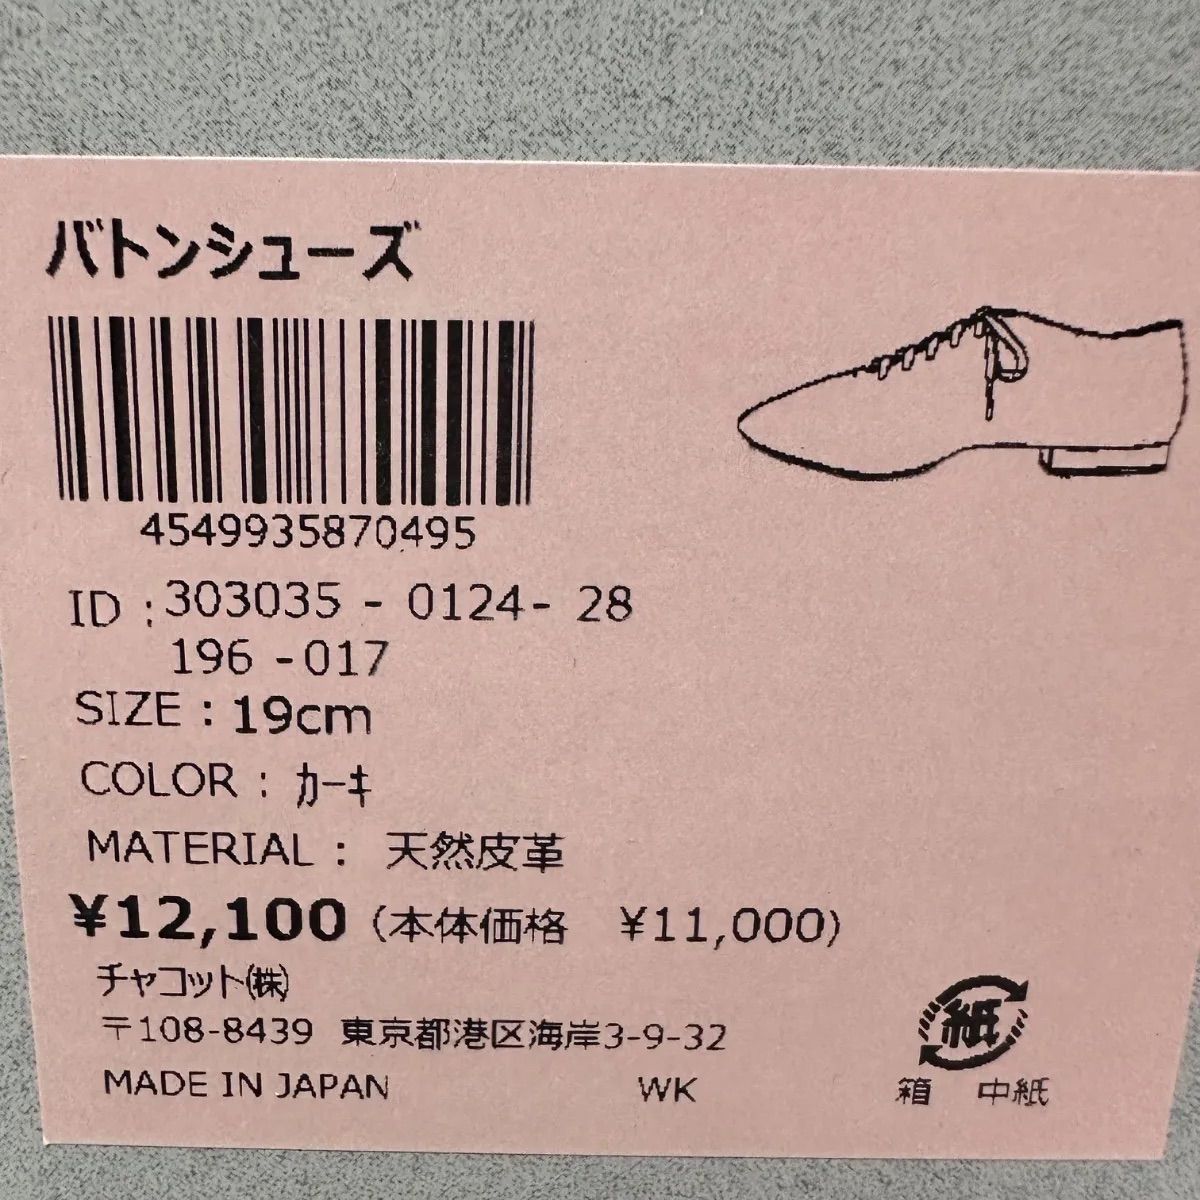 バトンシューズ
4549935870495
ID : 303035 - 0124- 28
196 -017
SIZE : 19cm
COLOR : カーキ
MATERIAL : 天然皮革
¥12,100 (本体価格 ¥11,000)
チャコット(株)
〒108-8439 東京都港区海岸3-9-32
MADE IN JAPAN WK
紙
箱 中紙